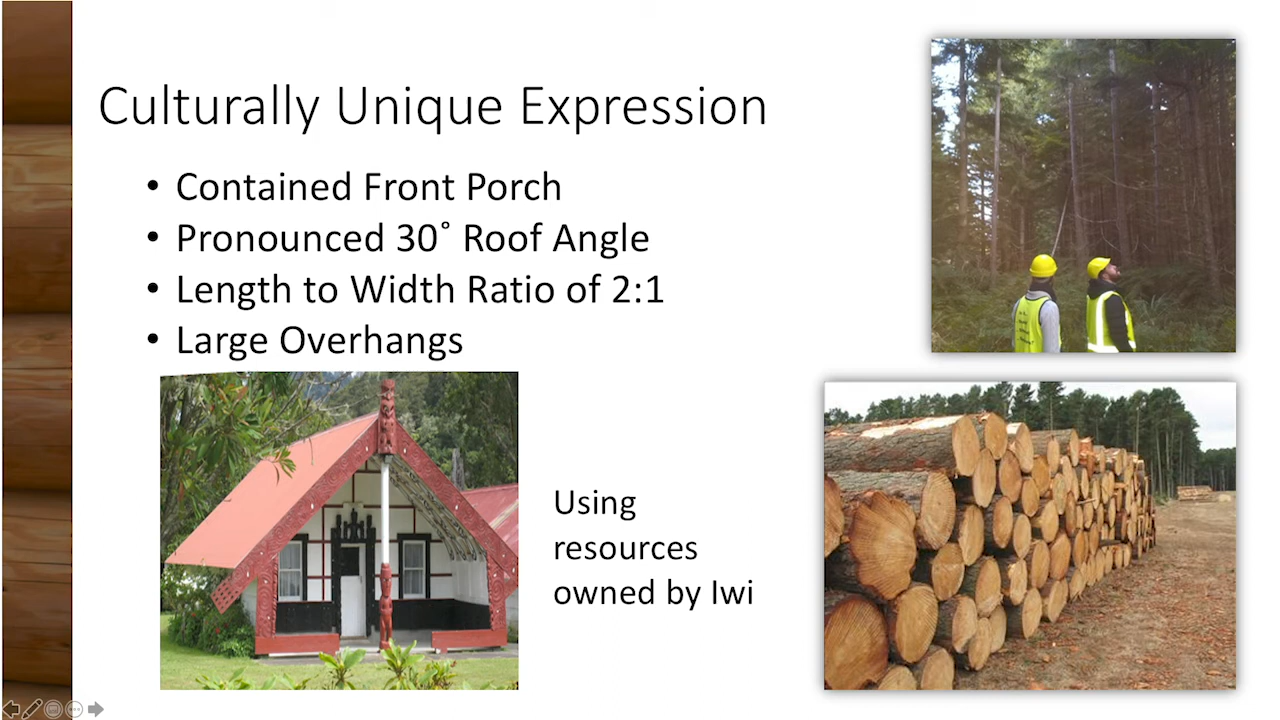 Culturally Unique Expression
• Contained Front Porch
• Pronounced 30˚ Roof Angle
• Length to Width Ratio of 2:1
• Large Overhangs
Using
resources
owned by Iwi